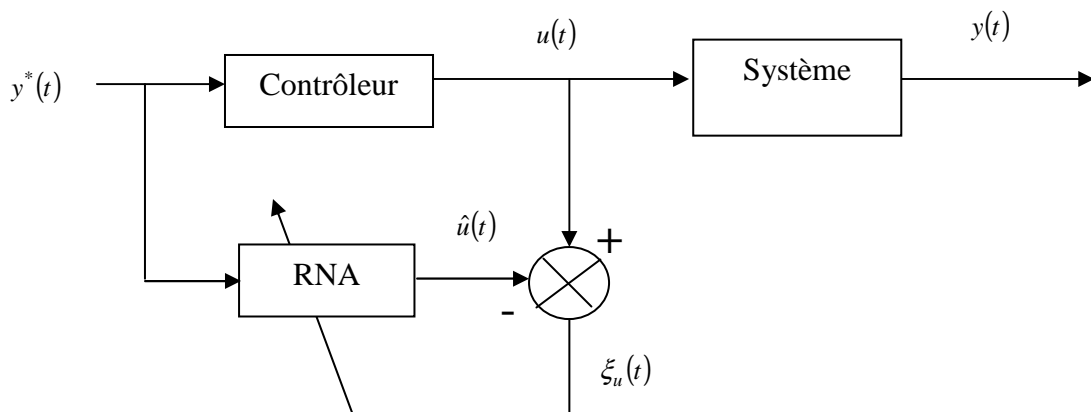 u(t)
y(t)
y*(t)
Contrôleur
Système
û(t)
+
RNA
-
ξᵤ(t)